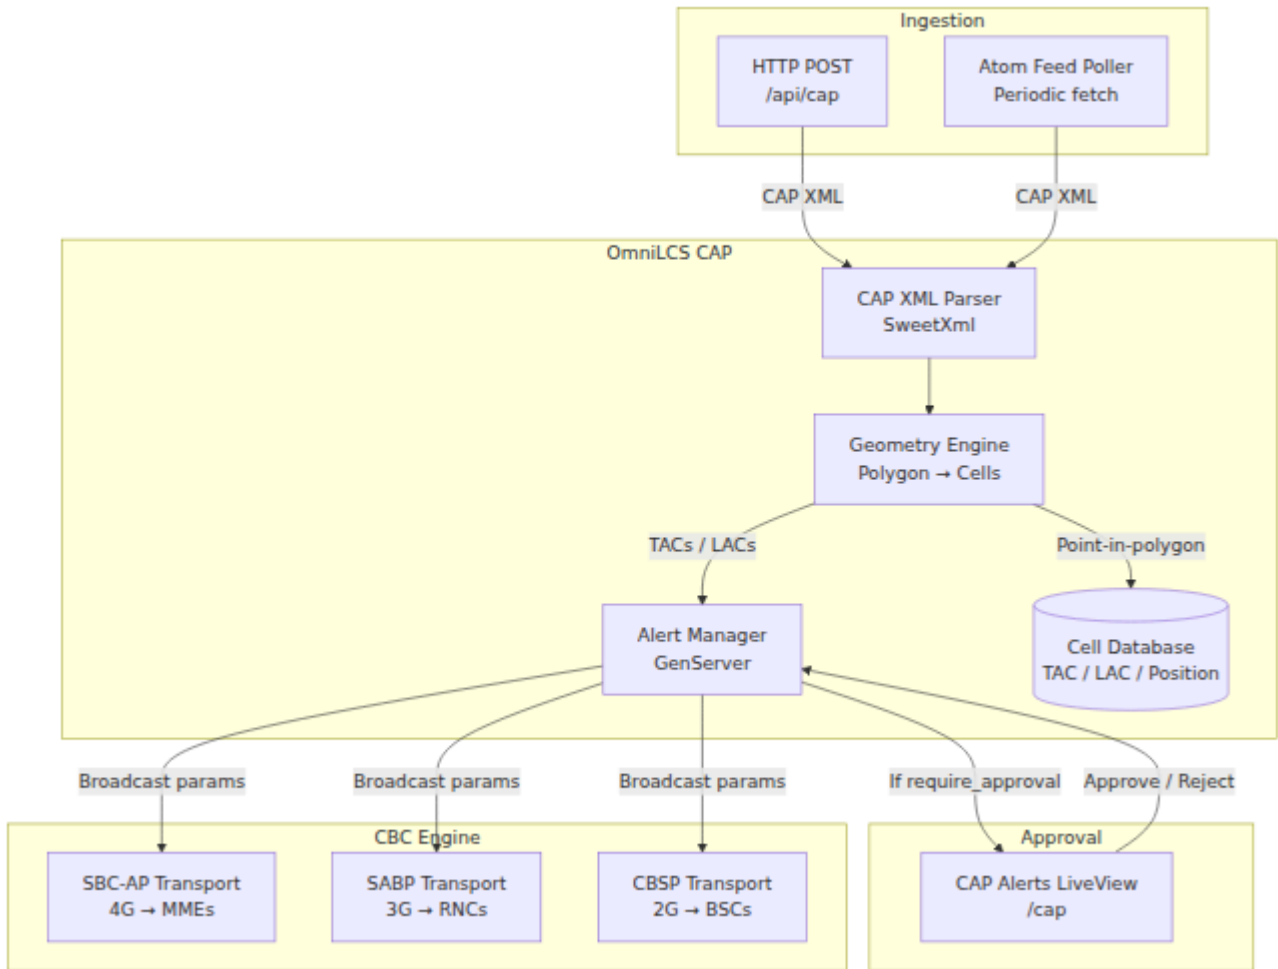 Ingestion
HTTP POST
/api/cap
Atom Feed Poller
Periodic fetch
CAP XML
CAP XML
OmniLCS CAP
CAP XML Parser
SweetXml
Geometry Engine
Polygon → Cells
TACs / LACs
Point-in-polygon
Alert Manager
GenServer
Cell Database
TAC / LAC / Position
Broadcast params
Broadcast params
Broadcast params
If require_approval
Approve / Reject
CBC Engine
SBC-AP Transport
4G → MMEs
SABP Transport
3G → RNCs
CBSP Transport
2G → BSCs
Approval
CAP Alerts LiveView
/cap